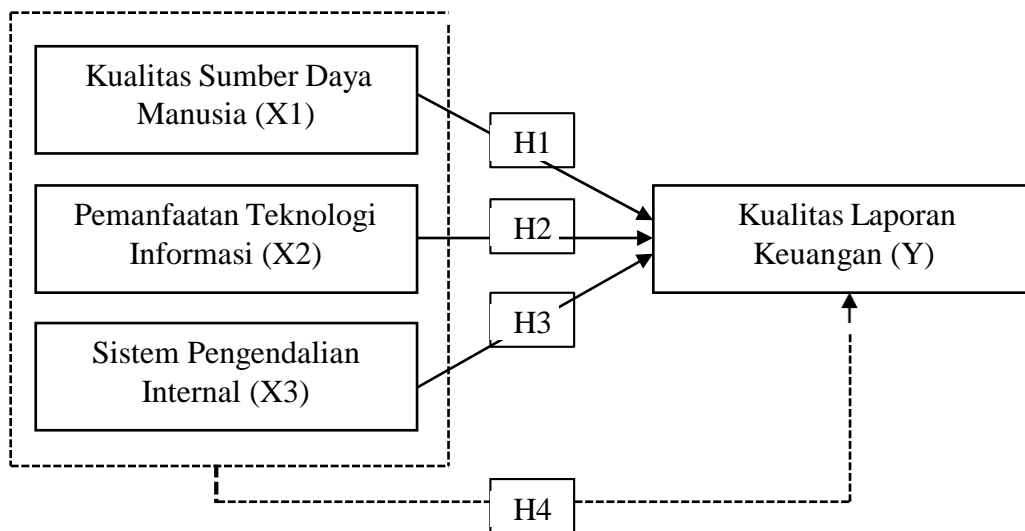 Kualitas Sumber Daya
Manusia (X1)
H1
Pemanfaatan Teknologi
Informasi (X2)
H2
Kualitas Laporan
Keuangan (Y)
H3
Sistem Pengendalian
Internal (X3)
H4